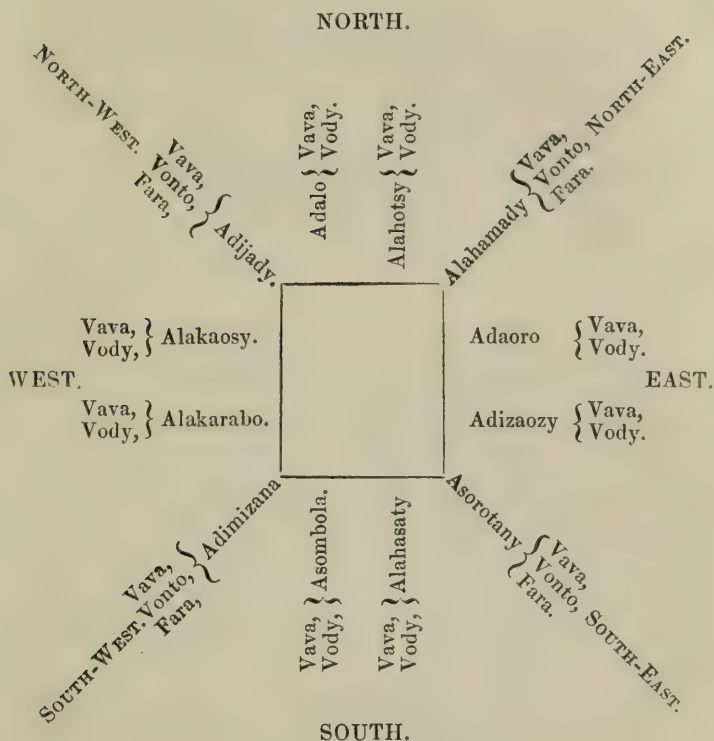 NORTH.
NORTH-WEST.
Vava,
Vonto,
Fara,
} Adijady.
Adalo { Vava,
Vody.
Alahotsy { Vava,
Vody.
Alahamady { Vava,
Vonto,
Fara.
NORTH-EAST.
Vava,
Vody, } Alakaosy.
Adaoro { Vava,
Vody.
WEST.
EAST.
Vava,
Vody, } Alakarabo.
Adizaozy { Vava,
Vody.
SOUTH-WEST.
Vava,
Vonto,
Fara,
} Adimizana
Vava,
Vody, } Asombola.
Vava,
Vody, } Alahasaty
Asorotany { Vava,
Vonto,
Fara.
SOUTH-EAST.
SOUTH.